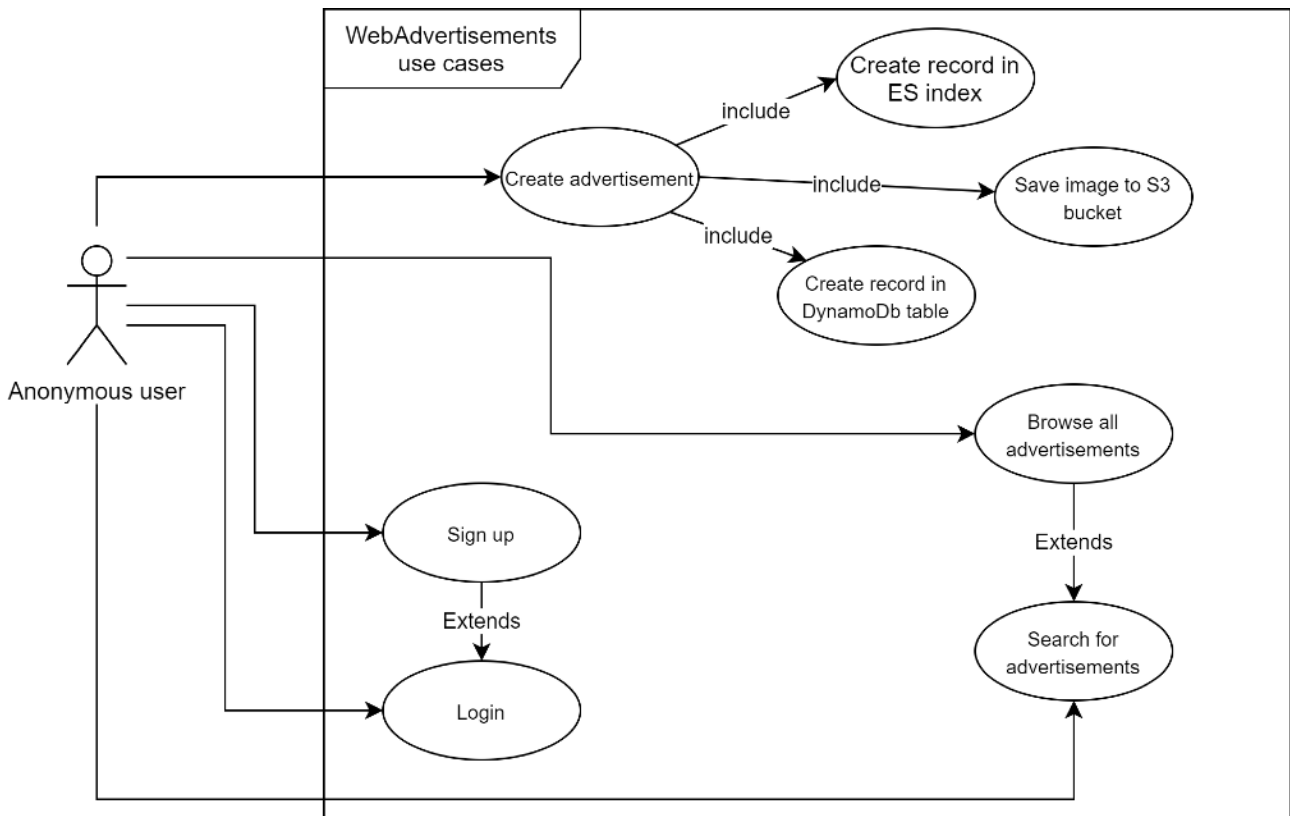 WebAdvertisements
use cases
Create record in
ES index
include
Create advertisement
include
Save image to S3
bucket
include
Create record in
DynamoDb table
Anonymous user
Browse all
advertisements
Sign up
Extends
Extends
Search for
advertisements
Login